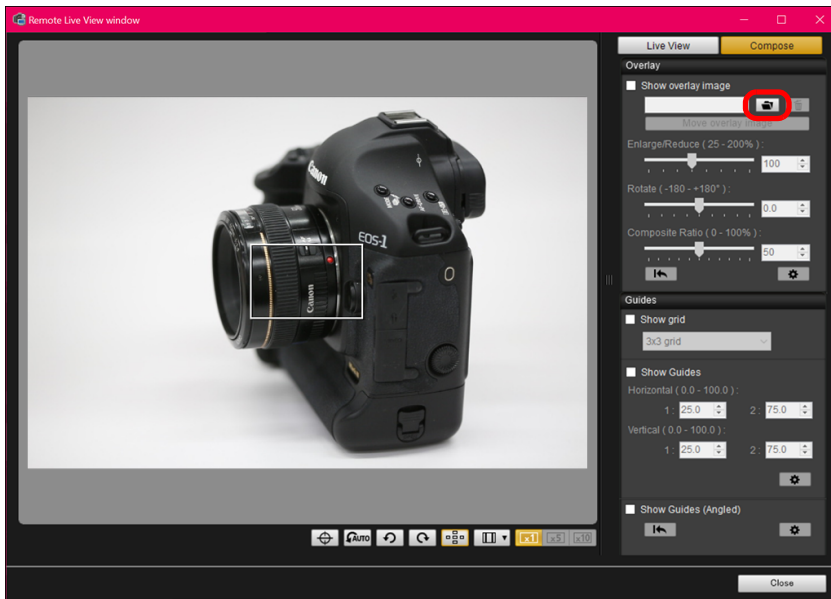 Remote Live View window
Live View
Compose
Overlay
Show overlay image
Move overlay image
Enlarge/Reduce ( 25 - 200% ) :
100
Rotate ( -180 - +180° ) :
0.0
Composite Ratio ( 0 - 100% ) :
50
Guides
Show grid
3x3 grid
Show Guides
Horizontal ( 0.0 - 100.0 ) :
1 : 25.0 2 : 75.0
Vertical ( 0.0 - 100.0 ) :
1 : 25.0 2 : 75.0
Show Guides (Angled)
Canon
EOS-1
Canon
AUTO
x1 x5 x10
Close